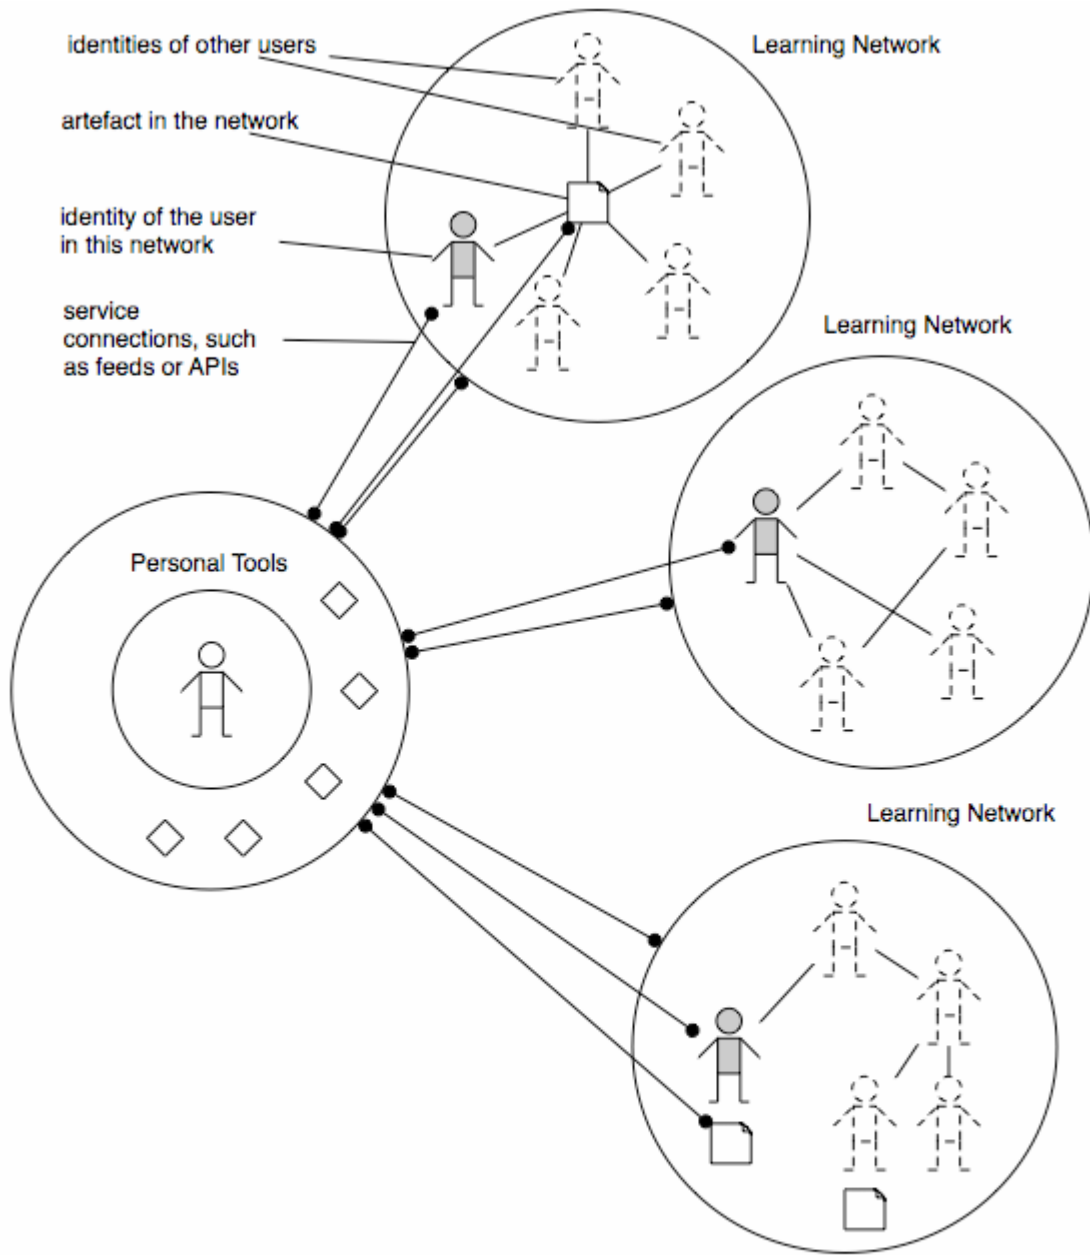 identities of other users
Learning Network
artefact in the network
identity of the user
in this network
service
connections, such
as feeds or APIs
Learning Network
Personal Tools
Learning Network